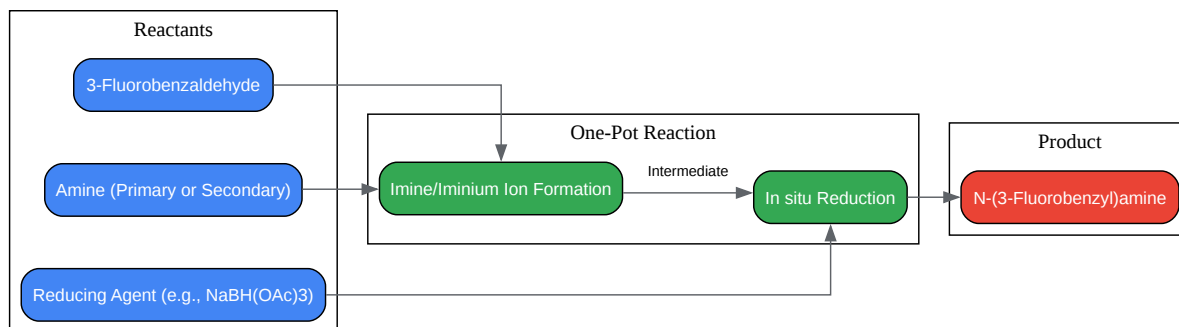 Reactants
3-Fluorobenzaldehyde
Amine (Primary or Secondary)
Reducing Agent (e.g., NaBH(OAc)3)
One-Pot Reaction
Imine/Iminium Ion Formation
Intermediate
In situ Reduction
Product
N-(3-Fluorobenzyl)amine